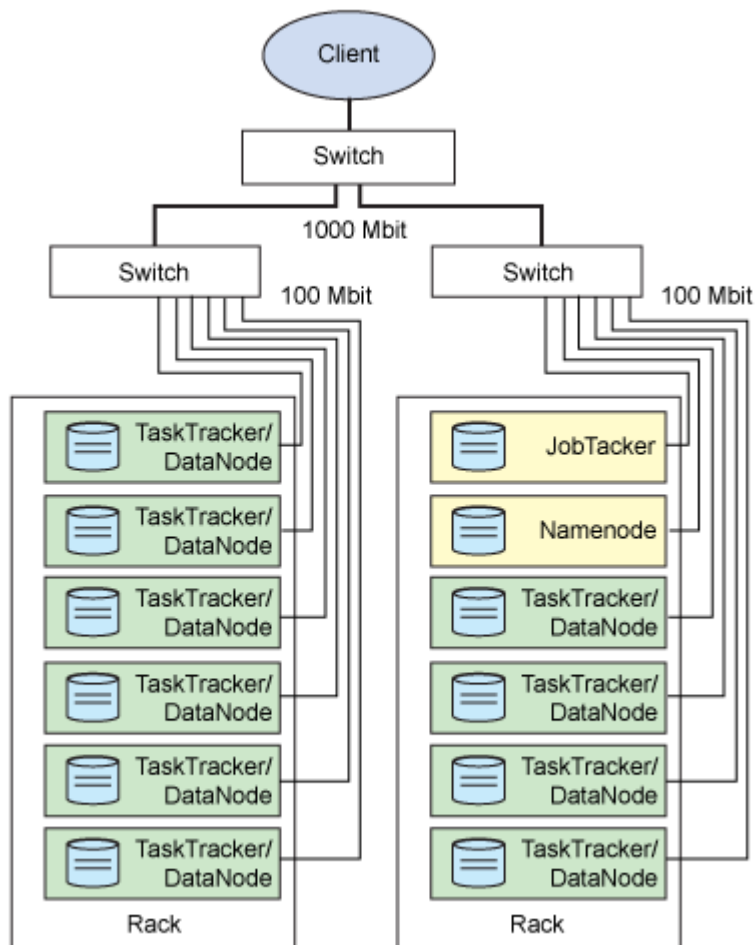 Client
Switch
1000 Mbit
Switch
Switch
100 Mbit
100 Mbit
TaskTracker/
DataNode
TaskTracker/
DataNode
TaskTracker/
DataNode
TaskTracker/
DataNode
TaskTracker/
DataNode
TaskTracker/
DataNode
Rack
JobTacker
Namenode
TaskTracker/
DataNode
TaskTracker/
DataNode
TaskTracker/
DataNode
TaskTracker/
DataNode
Rack